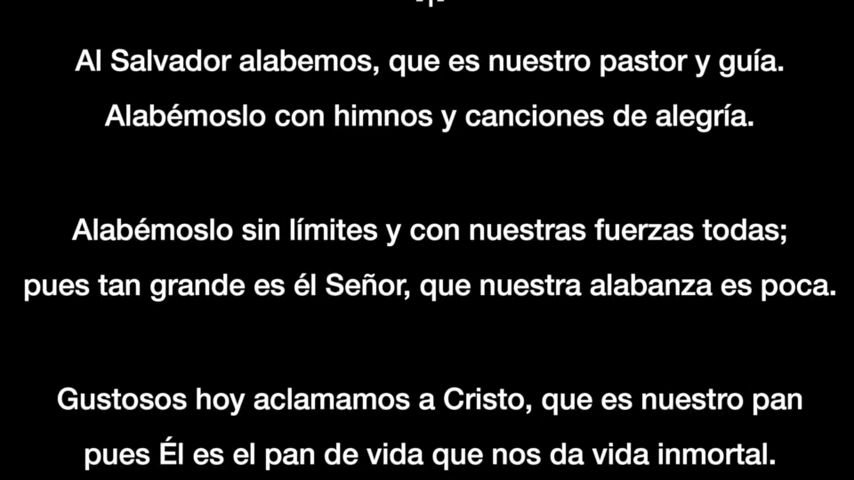 Al Salvador alabemos, que es nuestro pastor y guía.
Alabémoslo con himnos y canciones de alegría.
Alabémoslo sin límites y con nuestras fuerzas todas;
pues tan grande es él Señor, que nuestra alabanza es poca.
Gustosos hoy aclamamos a Cristo, que es nuestro pan
pues Él es el pan de vida que nos da vida inmortal.